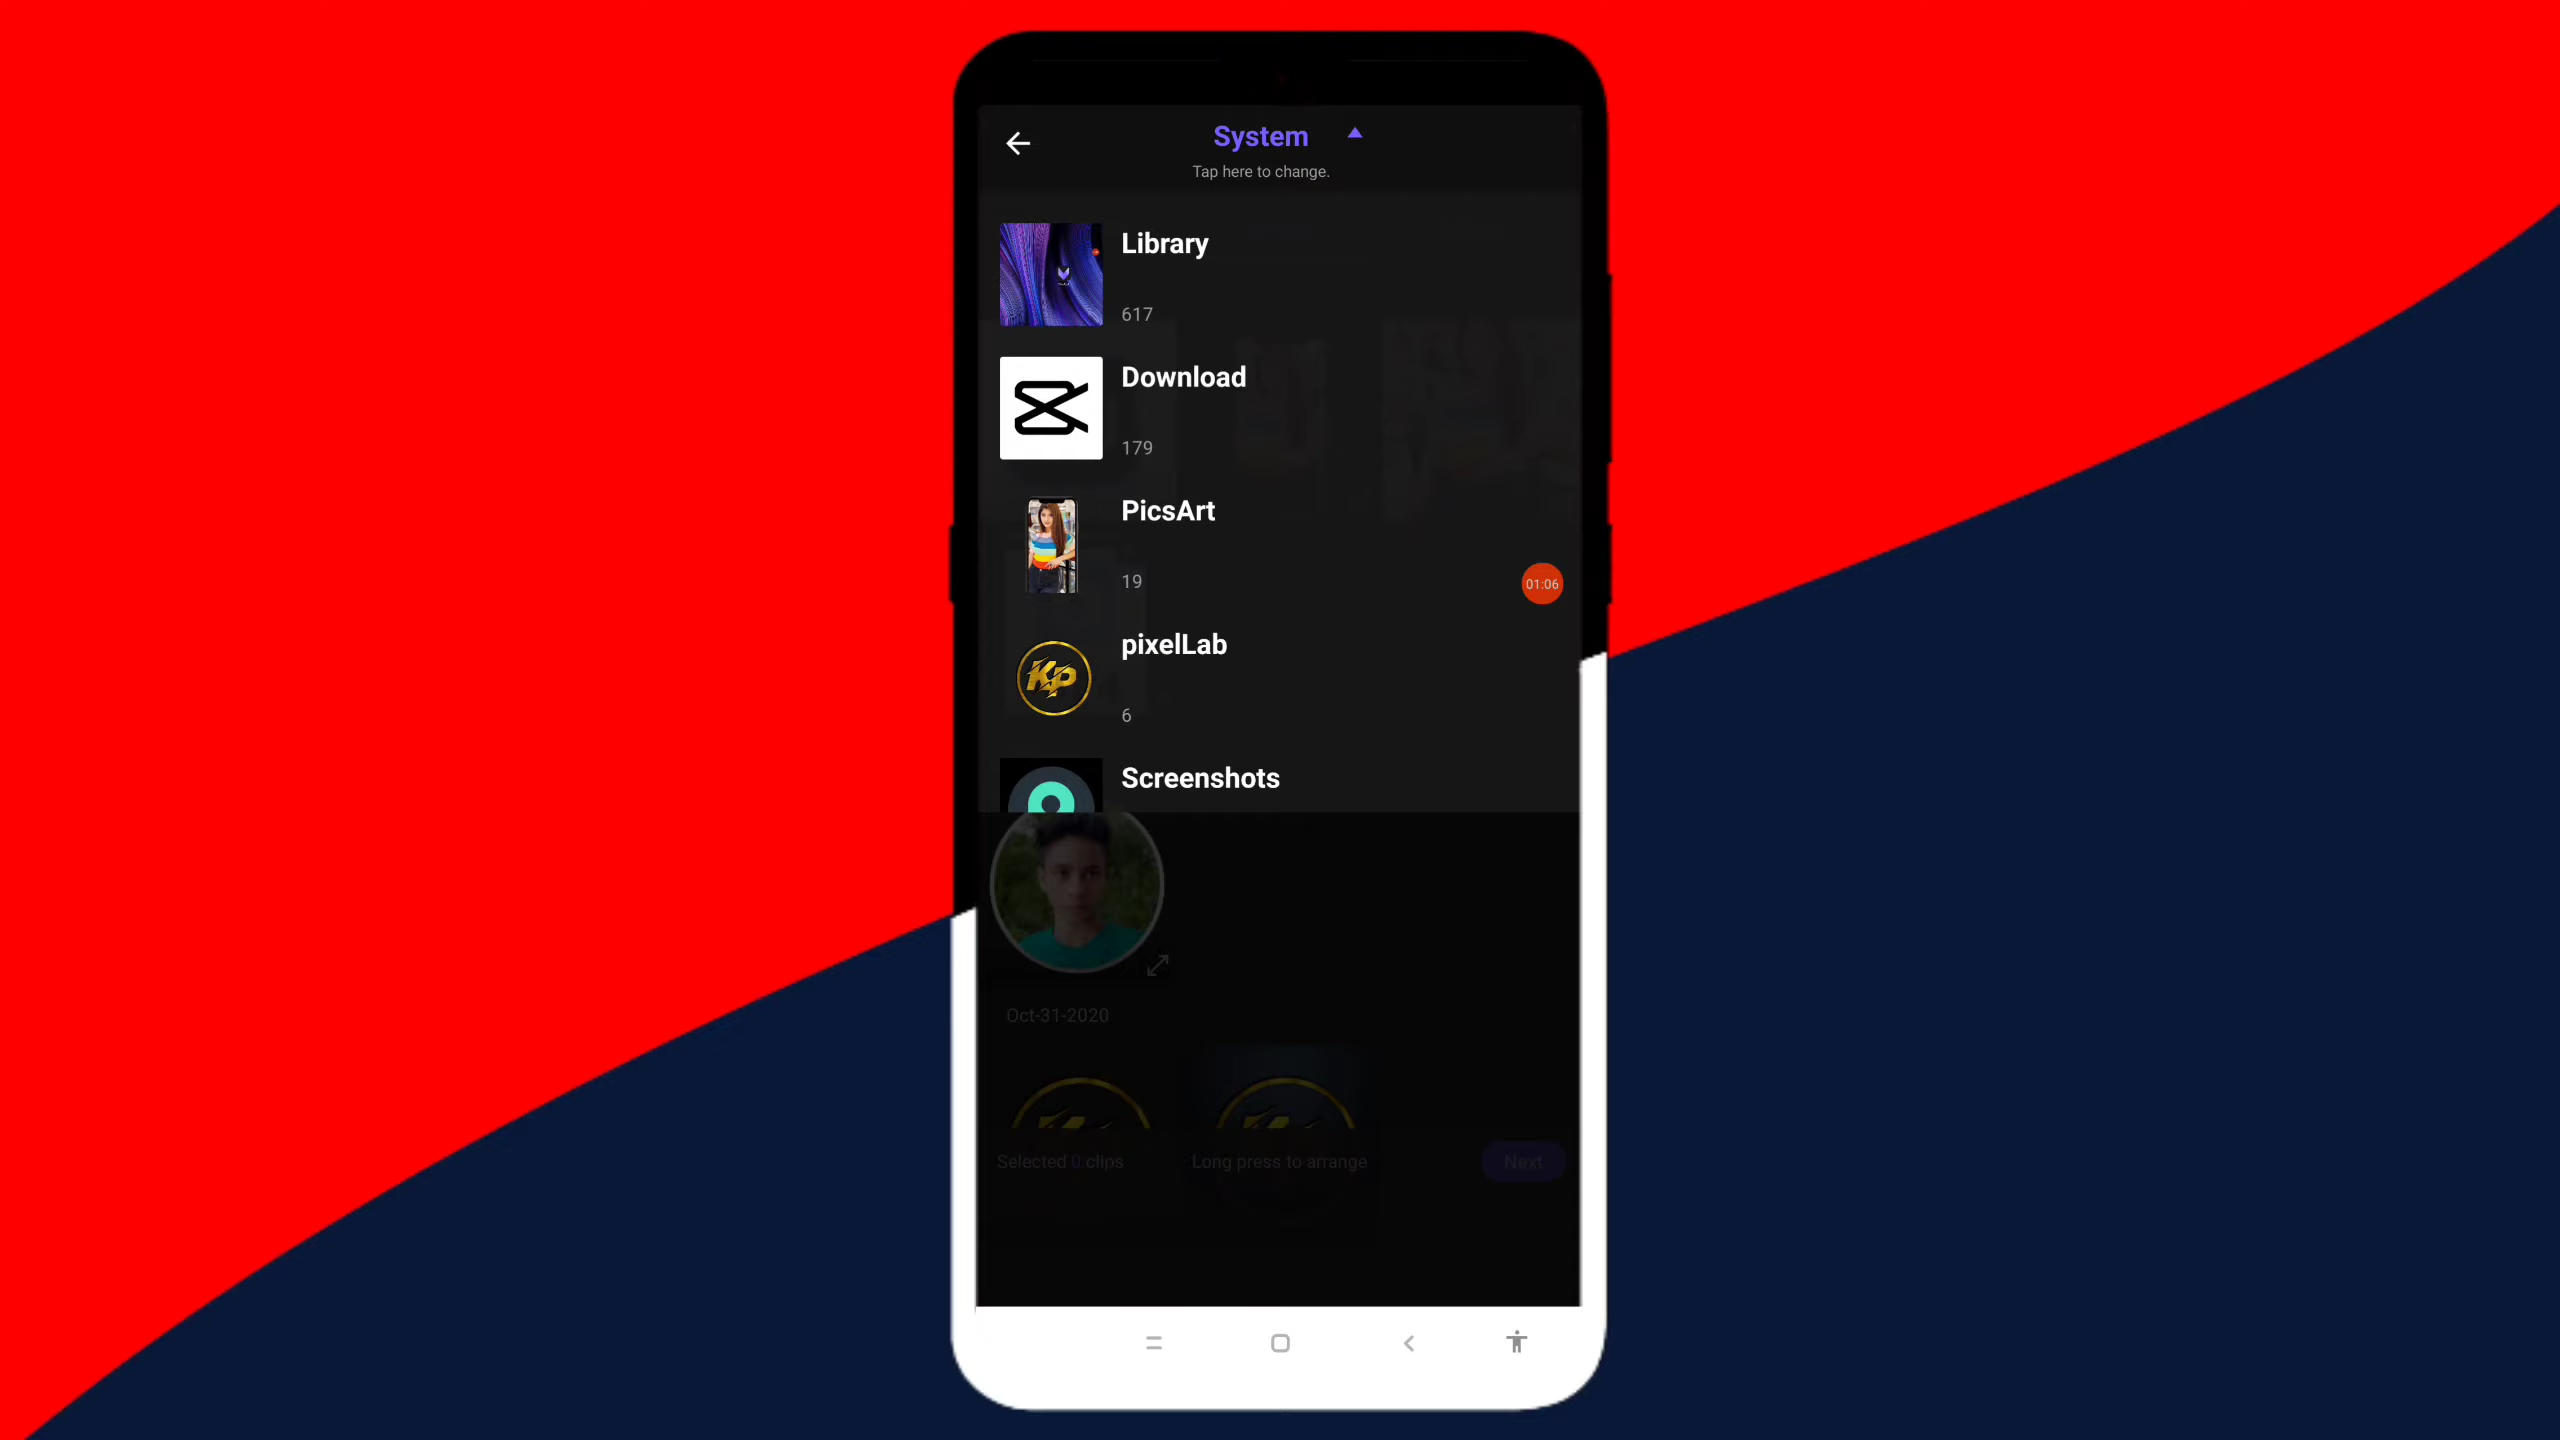 System
Tap here to change.
Library
617
Download
179
PicsArt
19
01:06
pixelLab
KP
6
Screenshots
Oct-31-2020
Selected 0 clips
Long press to arrange
Next